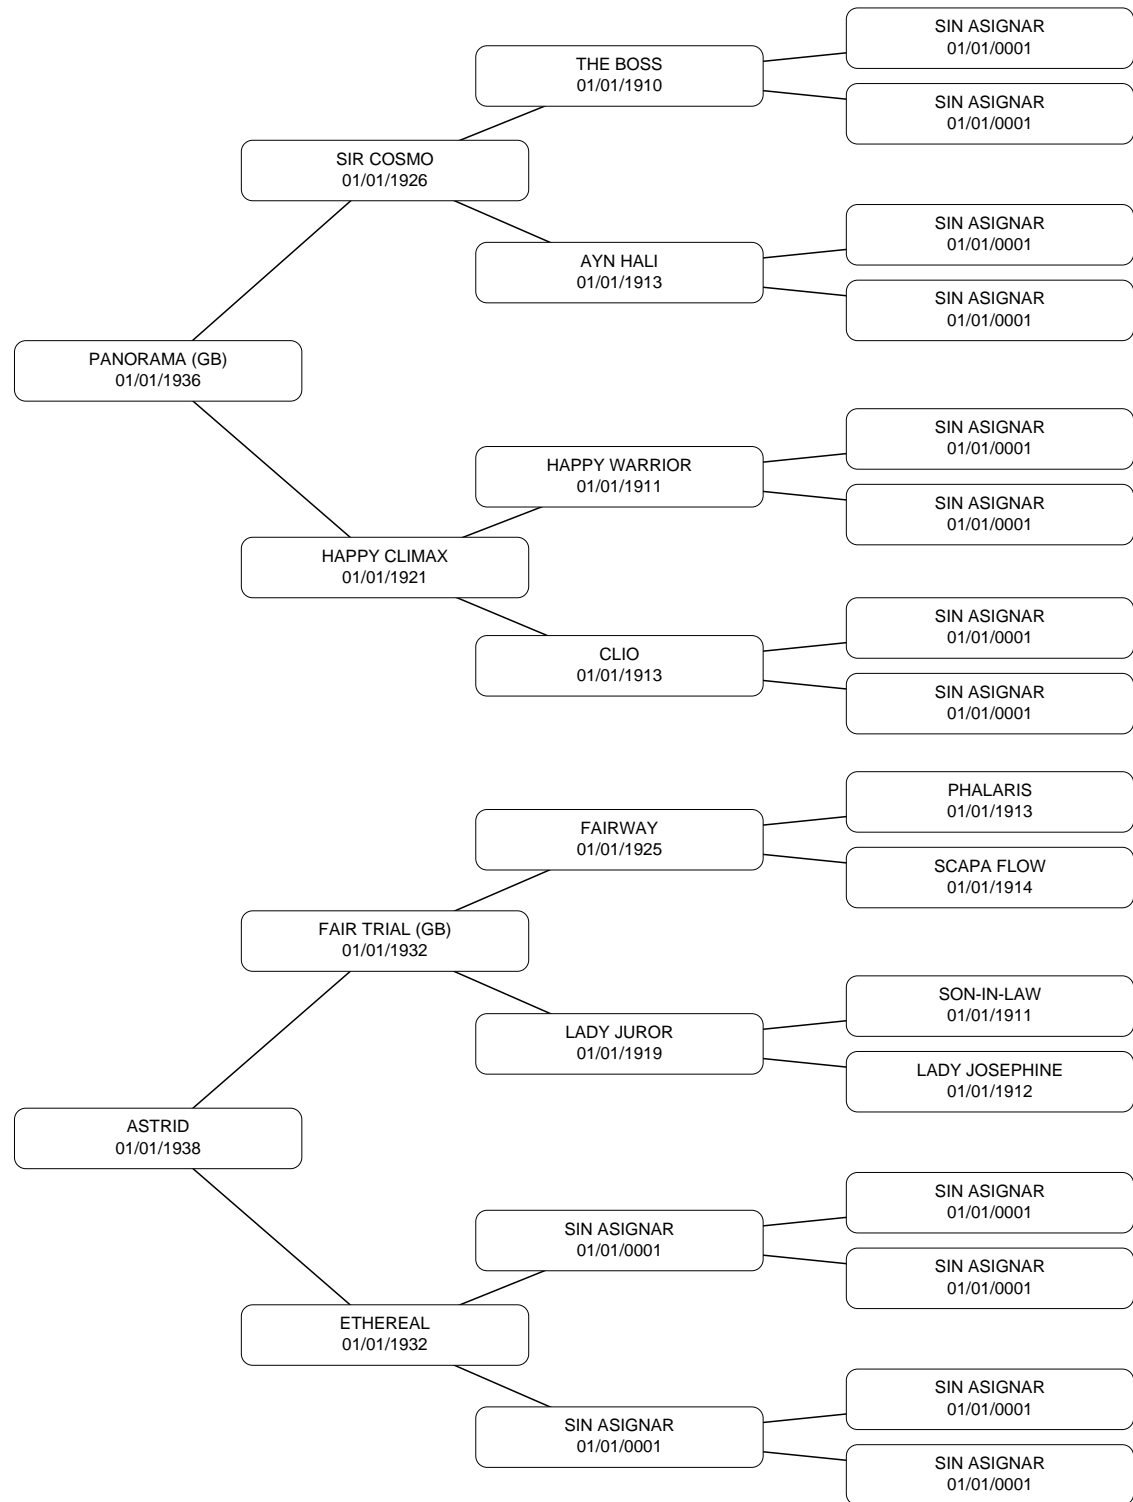 SIN ASIGNAR
01/01/0001
THE BOSS
01/01/1910
SIN ASIGNAR
01/01/0001
SIR COSMO
01/01/1926
SIN ASIGNAR
01/01/0001
AYN HALI
01/01/1913
SIN ASIGNAR
01/01/0001
PANORAMA (GB)
01/01/1936
SIN ASIGNAR
01/01/0001
HAPPY WARRIOR
01/01/1911
SIN ASIGNAR
01/01/0001
HAPPY CLIMAX
01/01/1921
SIN ASIGNAR
01/01/0001
CLIO
01/01/1913
SIN ASIGNAR
01/01/0001
PHALARIS
01/01/1913
FAIRWAY
01/01/1925
SCAPA FLOW
01/01/1914
FAIR TRIAL (GB)
01/01/1932
SON-IN-LAW
01/01/1911
LADY JUROR
01/01/1919
LADY JOSEPHINE
01/01/1912
ASTRID
01/01/1938
SIN ASIGNAR
01/01/0001
SIN ASIGNAR
01/01/0001
SIN ASIGNAR
01/01/0001
ETHEREAL
01/01/1932
SIN ASIGNAR
01/01/0001
SIN ASIGNAR
01/01/0001
SIN ASIGNAR
01/01/0001